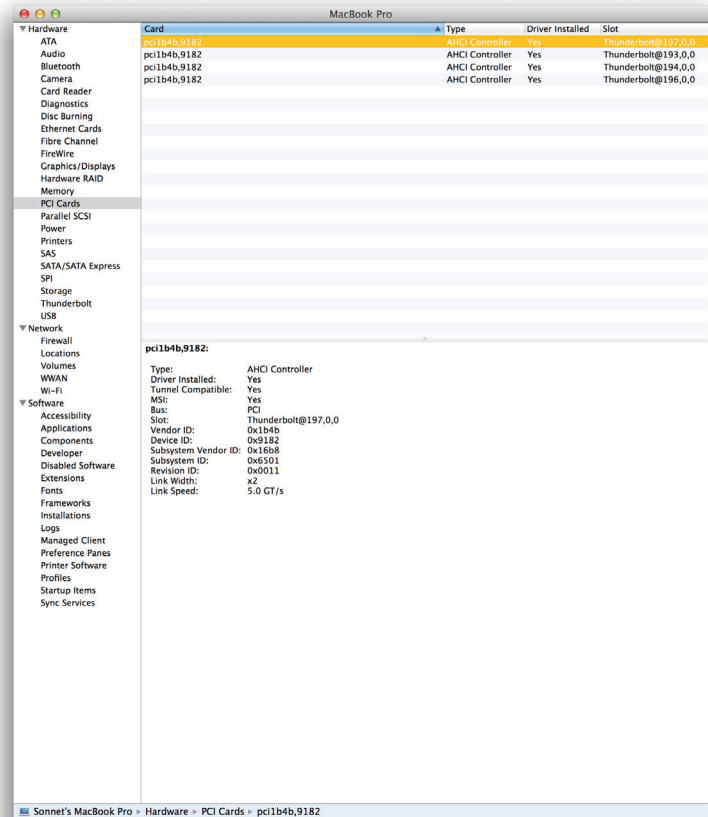 MacBook Pro
Hardware
ATA
Audio
Bluetooth
Camera
Card Reader
Diagnostics
Disc Burning
Ethernet Cards
Fibre Channel
FireWire
Graphics/Displays
Hardware RAID
Memory
PCI Cards
Parallel SCSI
Power
Printers
SAS
SATA/SATA Express
SPI
Storage
Thunderbolt
USB
Network
Firewall
Locations
Volumes
WWAN
Wi-Fi
Software
Accessibility
Applications
Components
Developer
Disabled Software
Extensions
Fonts
Frameworks
Installations
Logs
Managed Client
Preference Panes
Printer Software
Profiles
Startup Items
Sync Services
Card Type Driver Installed Slot
pci1b4b,9182 AHCI Controller Yes Thunderbolt@197,0,0
pci1b4b,9182 AHCI Controller Yes Thunderbolt@193,0,0
pci1b4b,9182 AHCI Controller Yes Thunderbolt@194,0,0
pci1b4b,9182 AHCI Controller Yes Thunderbolt@196,0,0
pci1b4b,9182:
Type: AHCI Controller
Driver Installed: Yes
Tunnel Compatible: Yes
MSI: Yes
Bus: PCI
Slot: Thunderbolt@197,0,0
Vendor ID: 0x1b4b
Device ID: 0x9182
Subsystem Vendor ID: 0x16b8
Subsystem ID: 0x6501
Revision ID: 0x0011
Link Width: x2
Link Speed: 5.0 GT/s
Sonnet's MacBook Pro ▸ Hardware ▸ PCI Cards ▸ pci1b4b,9182